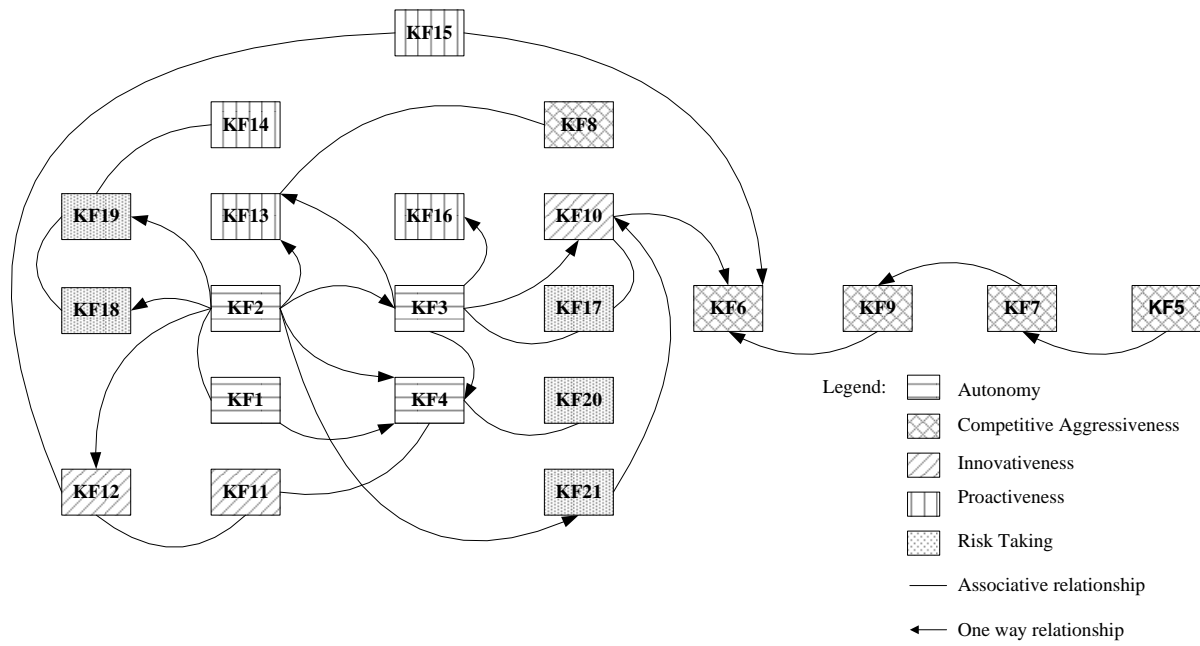 KF15
KF14
KF8
KF19
KF13
KF16
KF10
KF18
KF2
KF3
KF17
KF6
KF9
KF7
KF5
KF1
KF4
KF20
KF12
KF11
KF21
Legend:
Autonomy
Competitive Aggressiveness
Innovativeness
Proactiveness
Risk Taking
Associative relationship
One way relationship